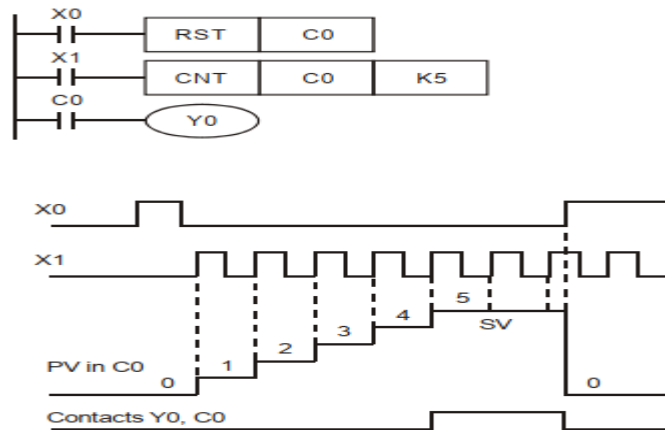 X0
RST C0
X1
CNT C0 K5
C0
Y0
X0
X1
5
SV
4
3
2
1
PV in C0
0
0
Contacts Y0, C0